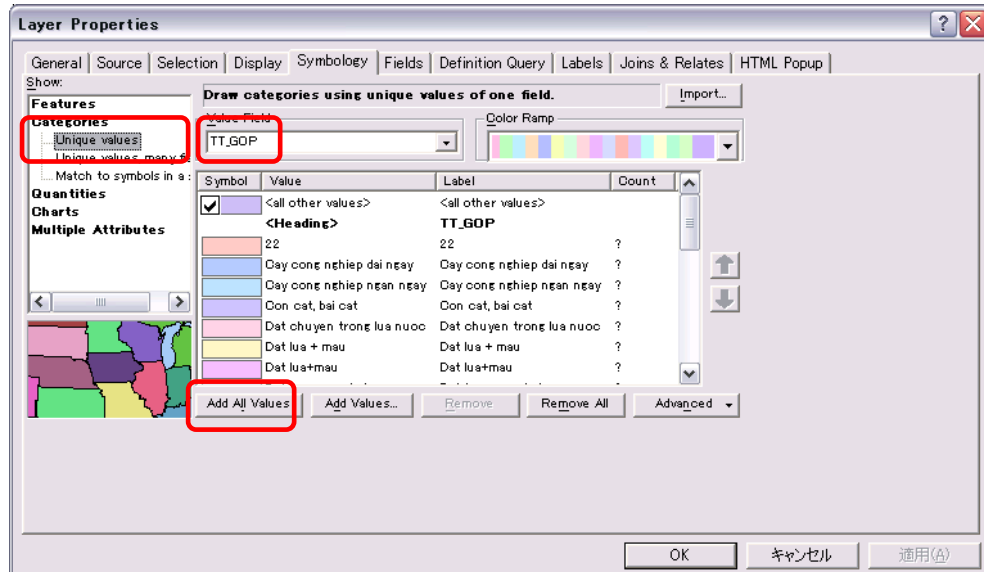 Layer Properties
General Source Selection Display Symbology Fields Definition Query Labels Joins & Relates HTML Popup
Show:
Features
Categories
Unique values
Unique values, many f
Match to symbols in a
Quantities
Charts
Multiple Attributes
Draw categories using unique values of one field.
Import...
Value Field
TT_GOP
Color Ramp
Symbol Value Label Count
<all other values> <all other values>
<Heading> TT_GOP
22 22 ?
Cay cong nghiep dai ngay Cay cong nghiep dai ngay ?
Cay cong nghiep ngan ngay Cay cong nghiep ngan ngay ?
Con cat, bai cat Con cat, bai cat ?
Dat chuyen trong lua nuoc Dat chuyen trong lua nuoc ?
Dat lua + mau Dat lua + mau ?
Dat lua+mau Dat lua+mau ?
Add All Values Add Values... Remove Remove All Advanced
OK キャンセル 適用(A)